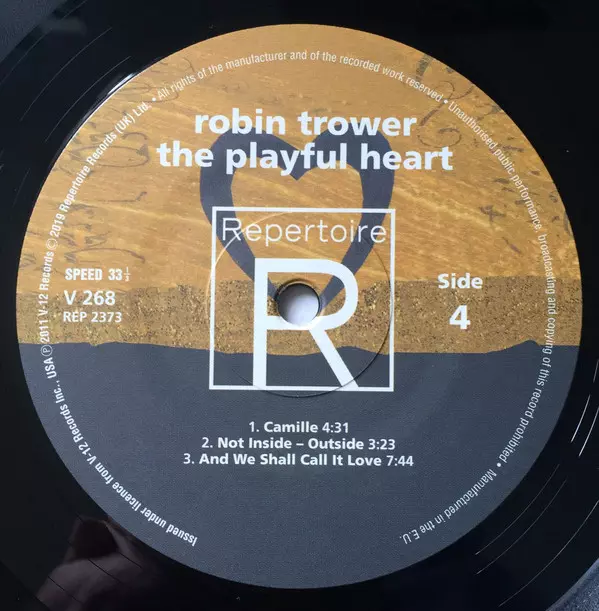 robin trower
the playful heart
Repertoire
R
SPEED 33⅓
V 268
REP 2373
Side
4
1. Camille 4:31
2. Not Inside – Outside 3:23
3. And We Shall Call It Love 7:44
Issued under licence from V-12 Records Inc., USA ℗ 2011 V-12 Records © 2019 Repertoire Records (UK) Ltd. • All rights of the manufacturer and of the recorded work reserved • Unauthorised public performance, broadcasting and copying of this record prohibited • Manufactured in the E.U.